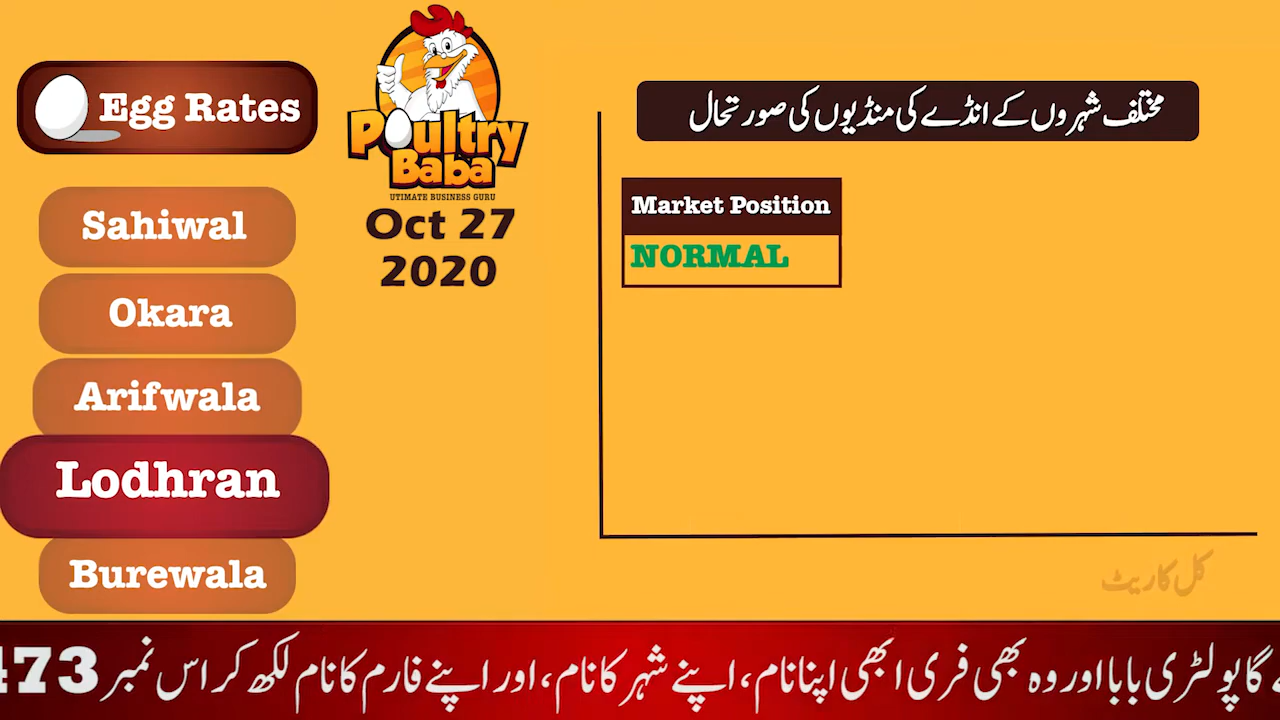 Egg Rates
Sahiwal
Okara
Arifwala
Lodhran
Burewala
Poultry
Baba
UTIMATE BUSINESS GURU
Oct 27
2020
مختلف شہروں کے انڈے کی منڈیوں کی صورتحال
Market Position
NORMAL
کل کا ریٹ
گا پولٹری بابا اور وہ بھی فری ابھی اپنا نام، اپنے شہر کا نام، اور اپنے فارم کا نام لکھ کر اس نمبر 473